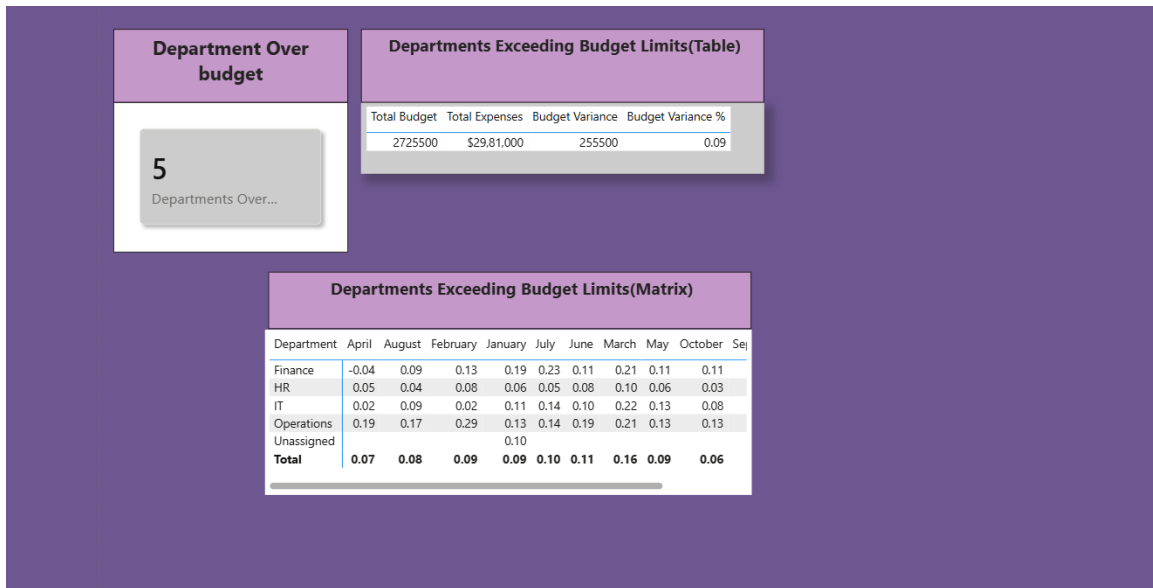 Department Over
budget
5
Departments Over...
Departments Exceeding Budget Limits(Table)
Total Budget Total Expenses Budget Variance Budget Variance %
2725500 $29,81,000 255500 0.09
Departments Exceeding Budget Limits(Matrix)
Department April August February January July June March May October Se
Finance -0.04 0.09 0.13 0.19 0.23 0.11 0.21 0.11 0.11
HR 0.05 0.04 0.08 0.06 0.05 0.08 0.10 0.06 0.03
IT 0.02 0.09 0.02 0.11 0.14 0.10 0.22 0.13 0.08
Operations 0.19 0.17 0.29 0.13 0.14 0.19 0.21 0.13 0.13
Unassigned 0.10
Total 0.07 0.08 0.09 0.09 0.10 0.11 0.16 0.09 0.06